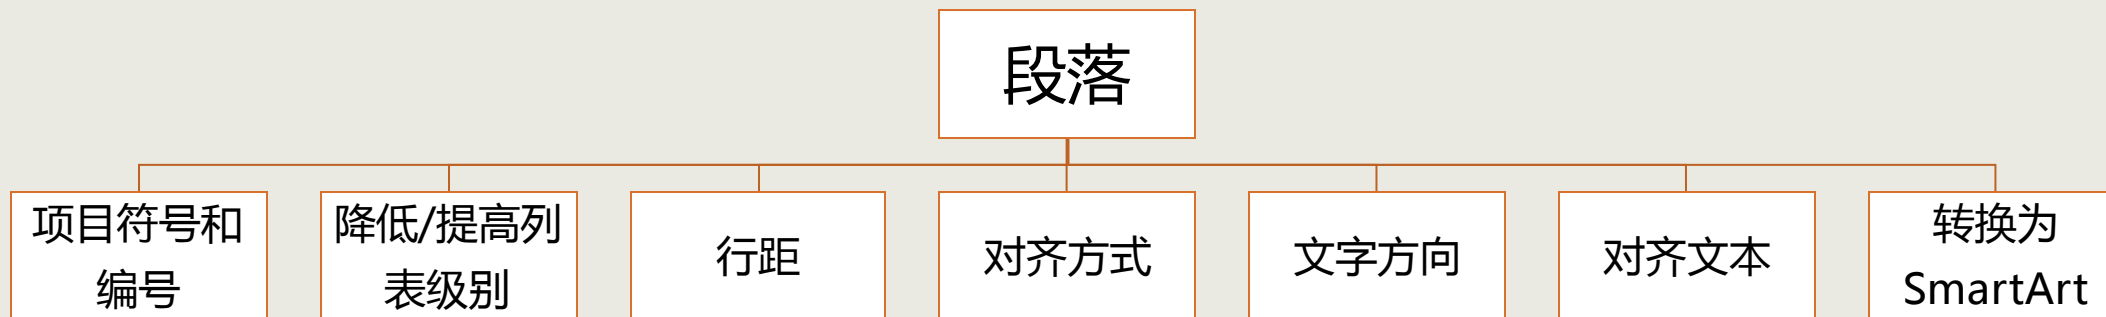 段落
项目符号和
编号
降低/提高列
表级别
行距
对齐方式
文字方向
对齐文本
转换为
SmartArt